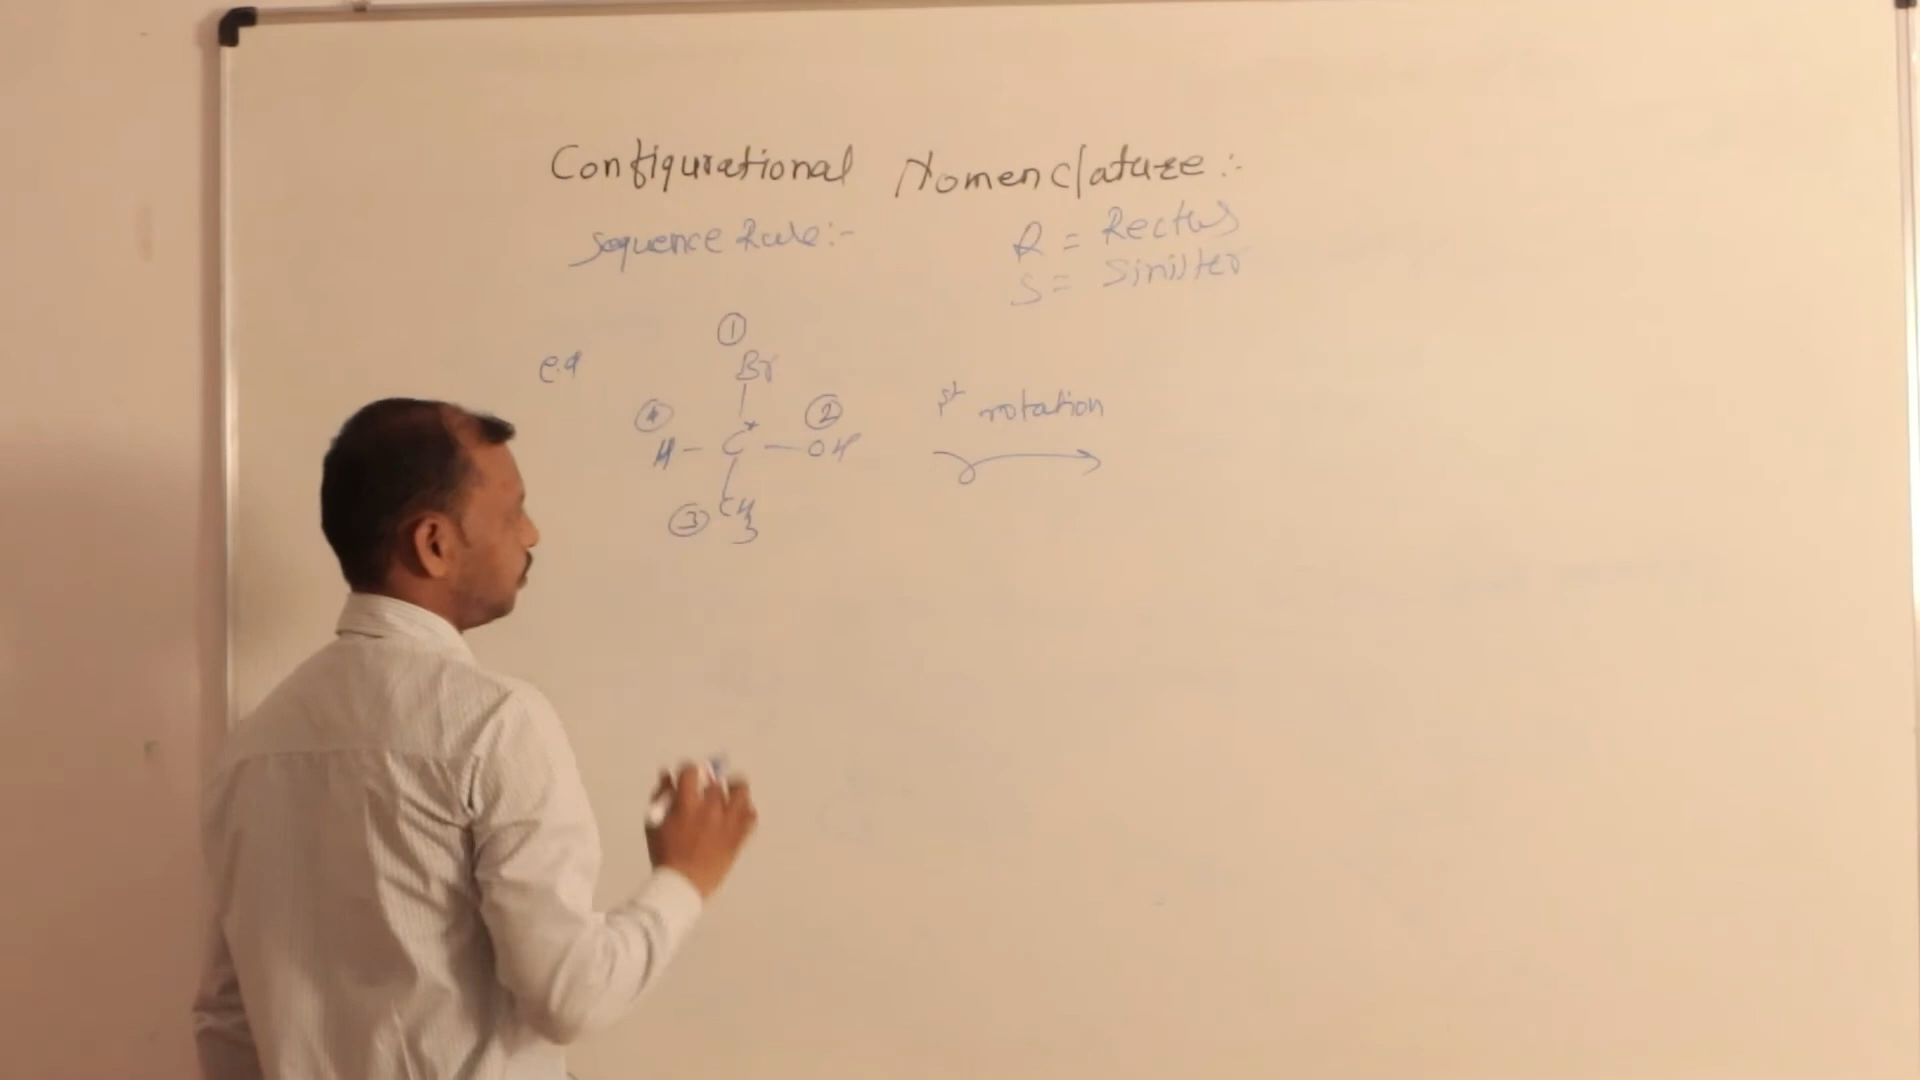 Configurational Nomenclature :-
Sequence Rule :-
R = Rectus
S = Sinister
e.g
①
Br
④ ②
H - C* - OH
③ CH3
1st rotation